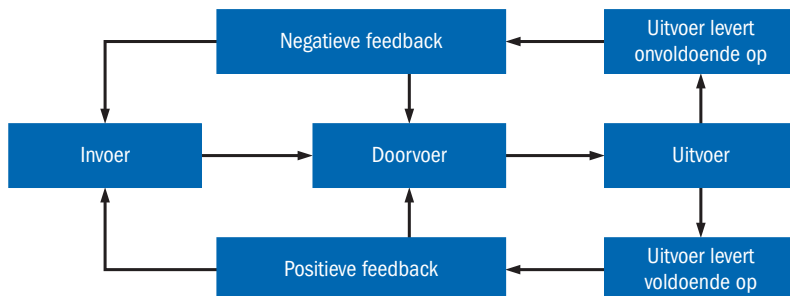 Negatieve feedback
Uitvoer levert
onvoldoende op
Invoer
Doorvoer
Uitvoer
Positieve feedback
Uitvoer levert
voldoende op